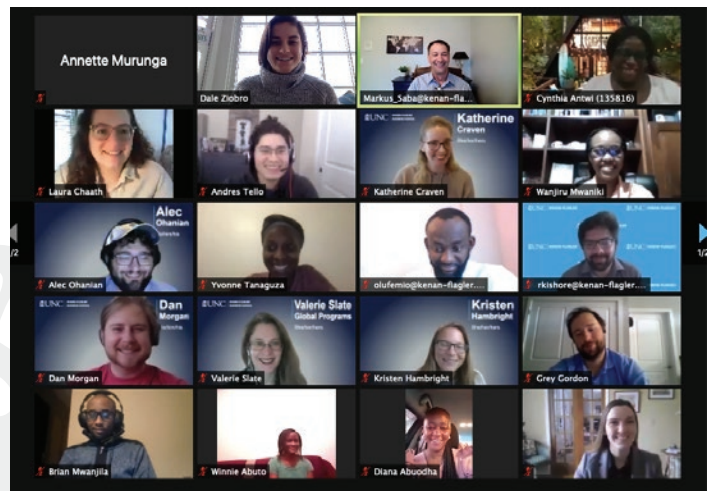 Annette Murunga
Dale Ziobro
Markus_Saba@kenan-fla...
Cynthia Antwi (135816)
Laura Chaath
Andres Tello
UNC
Katherine
Craven
Katherine Craven
Wanjiru Mwaniki
1/2
Alec
Ohanian
Alec Ohanian
Yvonne Tanaguza
olufemio@kenan-flagler....
UNC
UNC
rkishore@kenan-flagler....
1/2
UNC
Dan
Morgan
Dan Morgan
UNC
Valerie Slate
Global Programs
Valerie Slate
UNC
Kristen
Hambright
Kristen Hambright
Grey Gordon
Brian Mwanjila
Winnie Abuto
Diana Abuodha